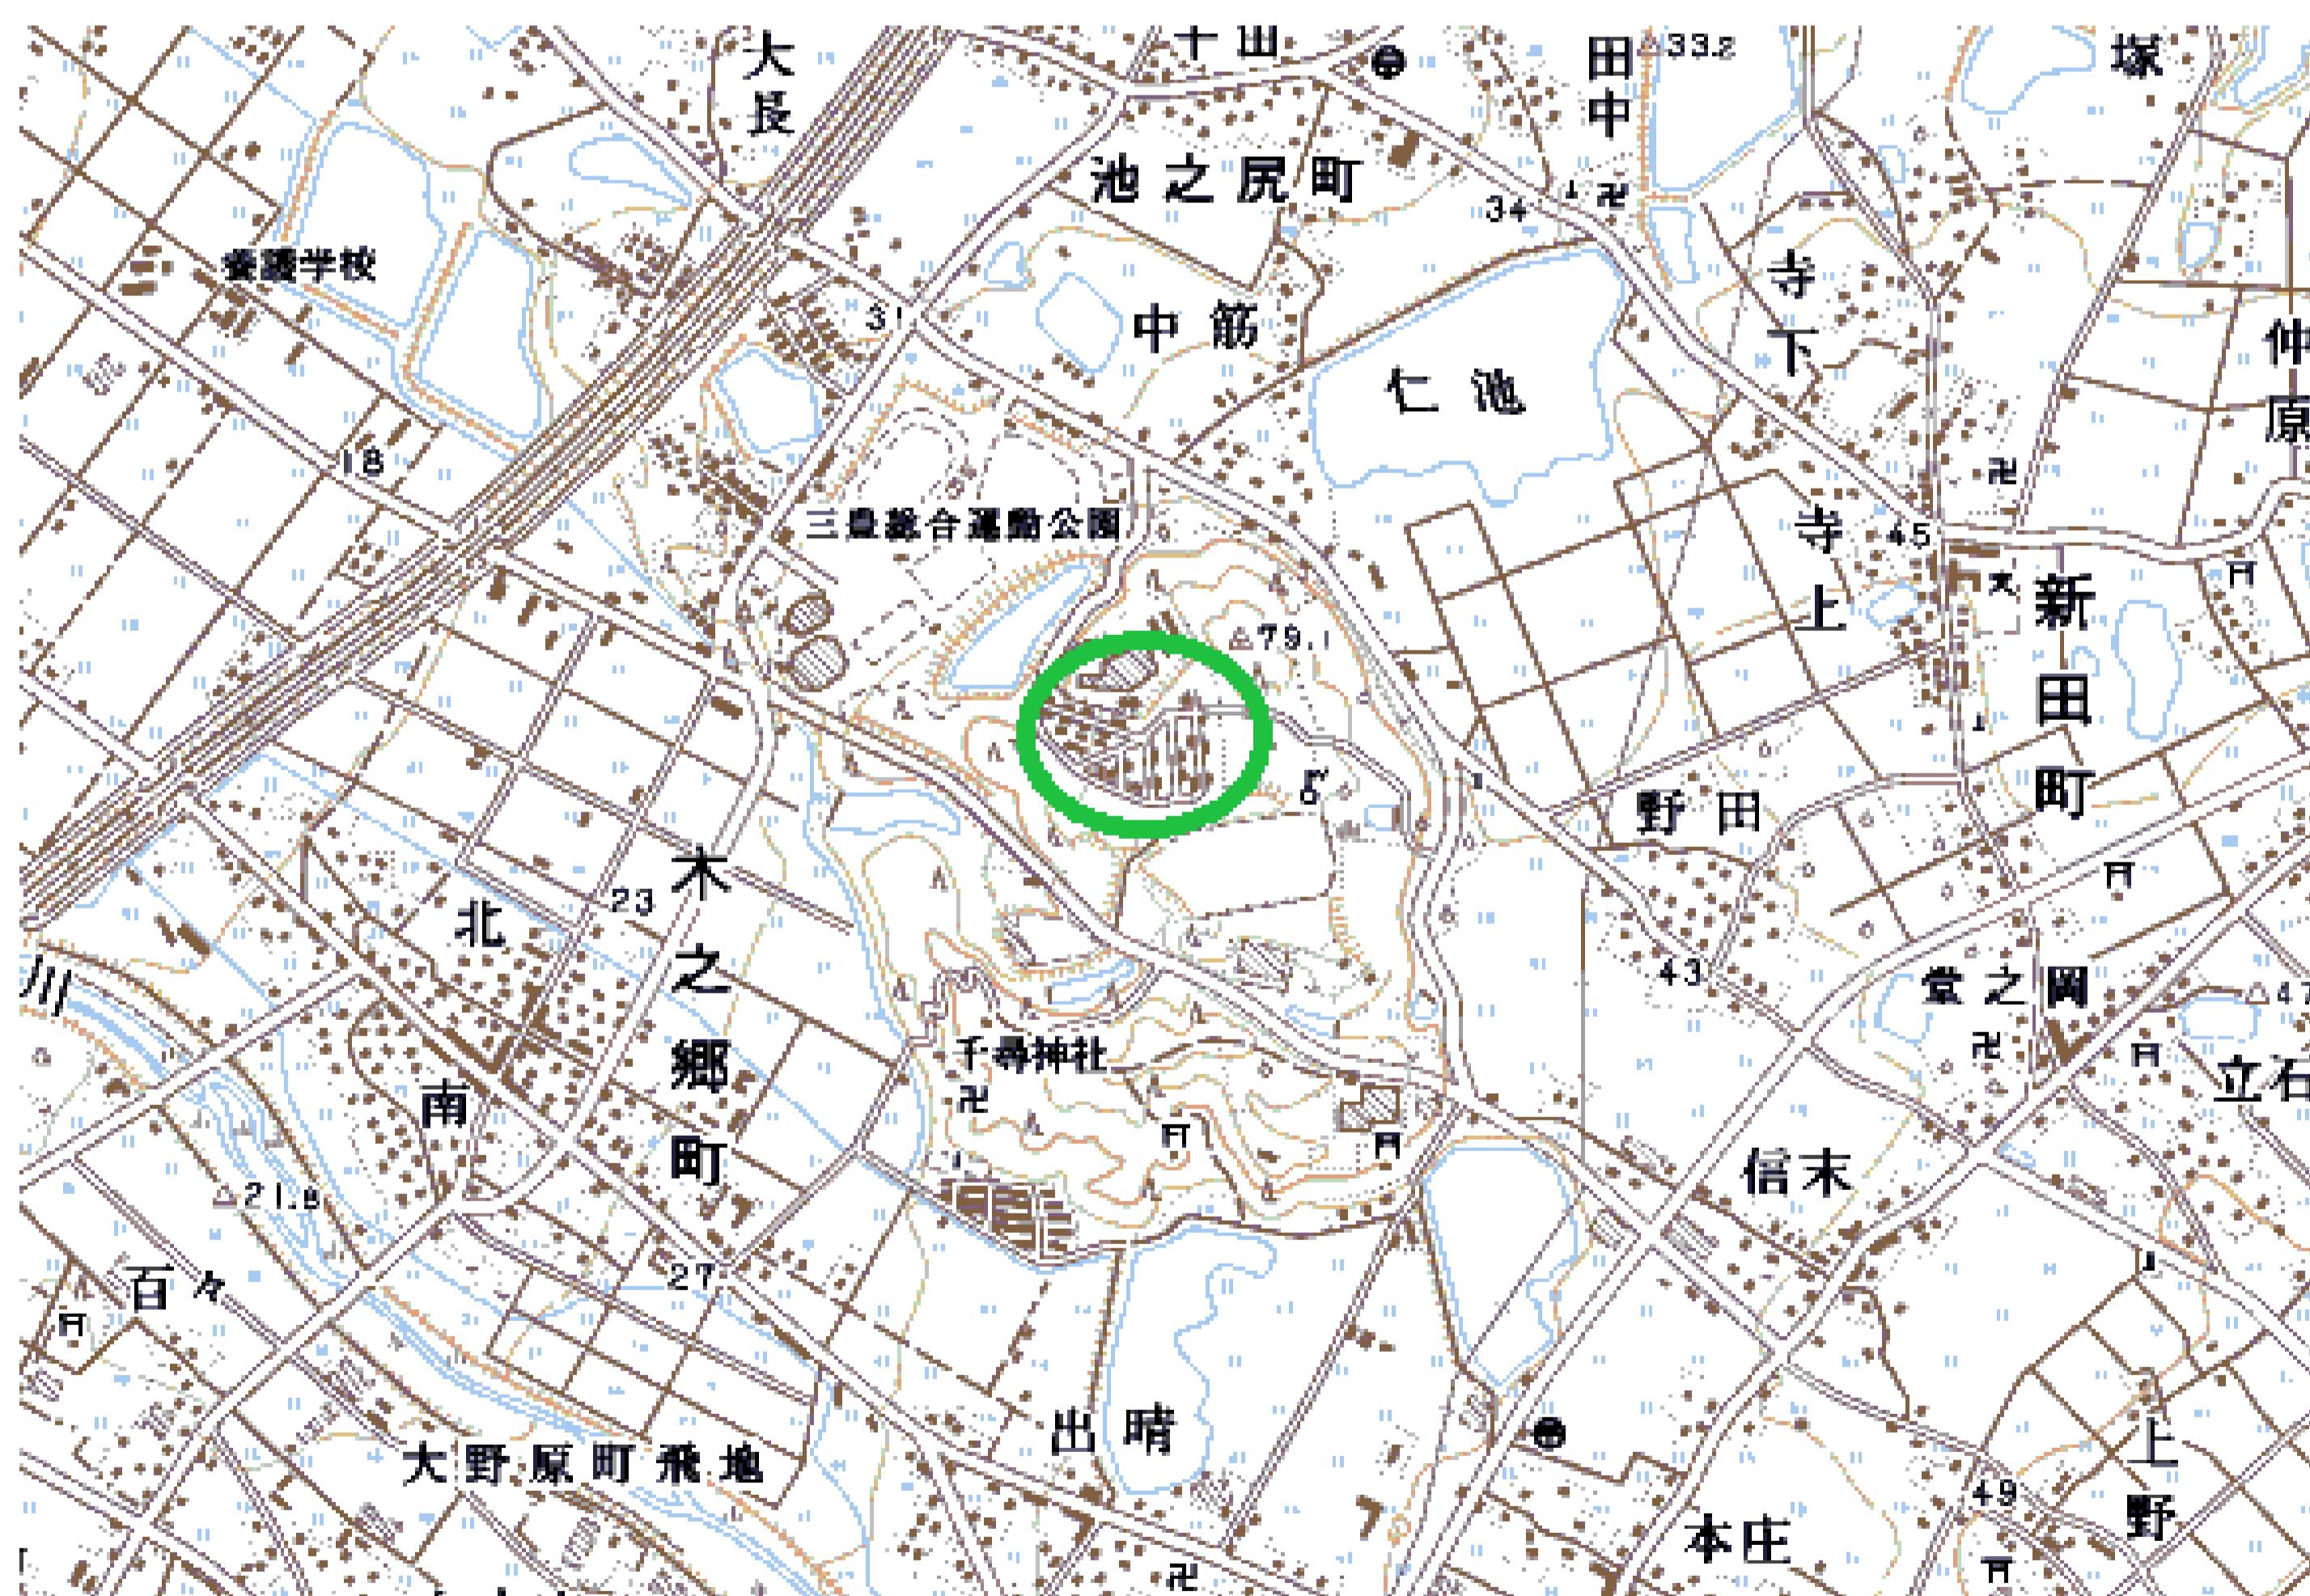 大
長
池之尻町
田中
33.2
塚
34
養護学校
31
中筋
仁池
寺下
仲原
18
三豊総合運動公園
寺上
45
新田町
79.1
野田
木之郷町
北
23
川
43
堂之岡
47
千尋神社
南
立石
信末
21.8
百々
27
出晴
大野原町飛地
上野
49
本庄